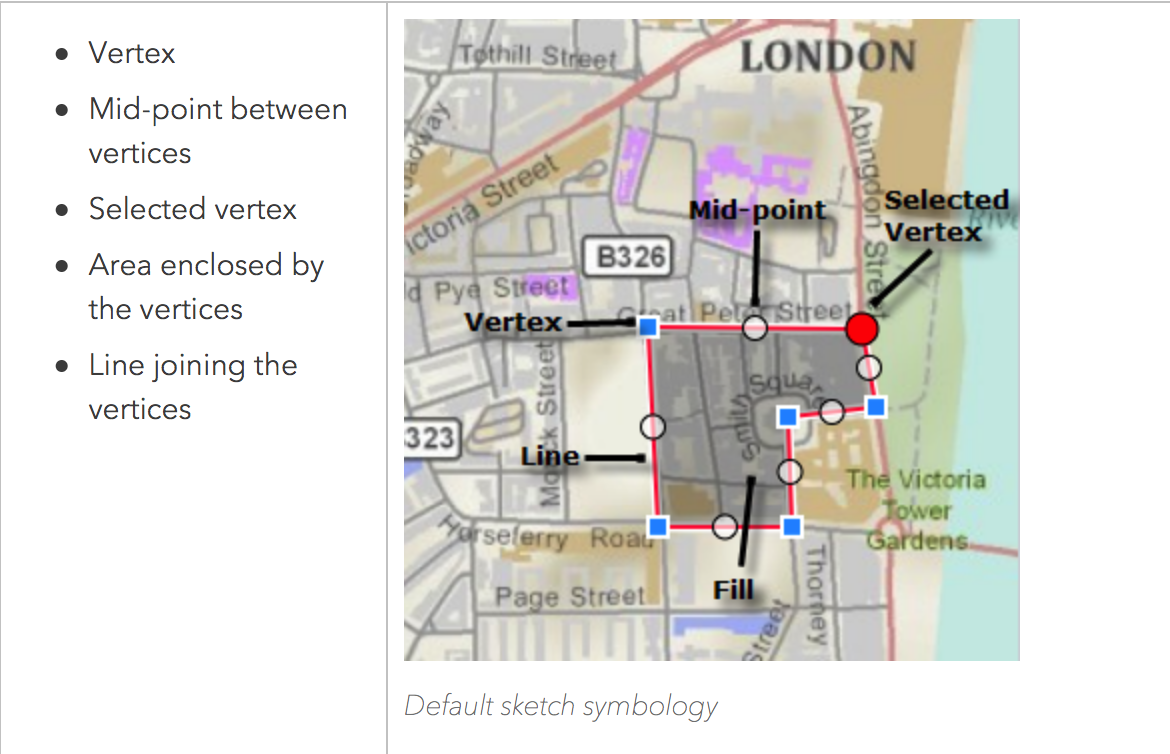 • Vertex
• Mid-point between
vertices
• Selected vertex
• Area enclosed by
the vertices
• Line joining the
vertices
Tothill Street
LONDON
Abingdon Street
Victoria Street
Mid-point
Selected
Vertex
B326
Pye Street
Great Peter Street
Vertex
Smith Square
323
Line
The Victoria
Tower
Gardens
Horseferry Road
Fill
Page Street
Thorney
Street
Default sketch symbology